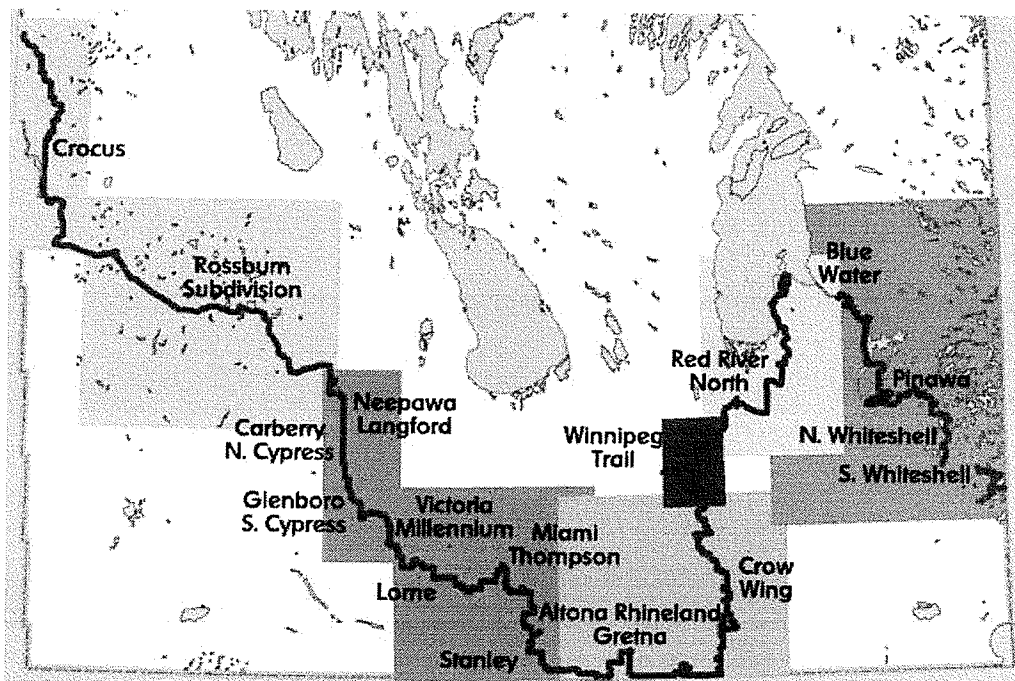 Crocus
Rossburn
Subdivision
Blue
Water
Red River
North
Pinawa
Neepawa
Langford
Carberry
N. Cypress
Winnipeg
Trail
N. Whiteshell
S. Whiteshell
Glenboro
S. Cypress
Victoria
Millennium
Miami
Thompson
Crow
Wing
Lorne
Altona Rhineland
Gretna
Stanley